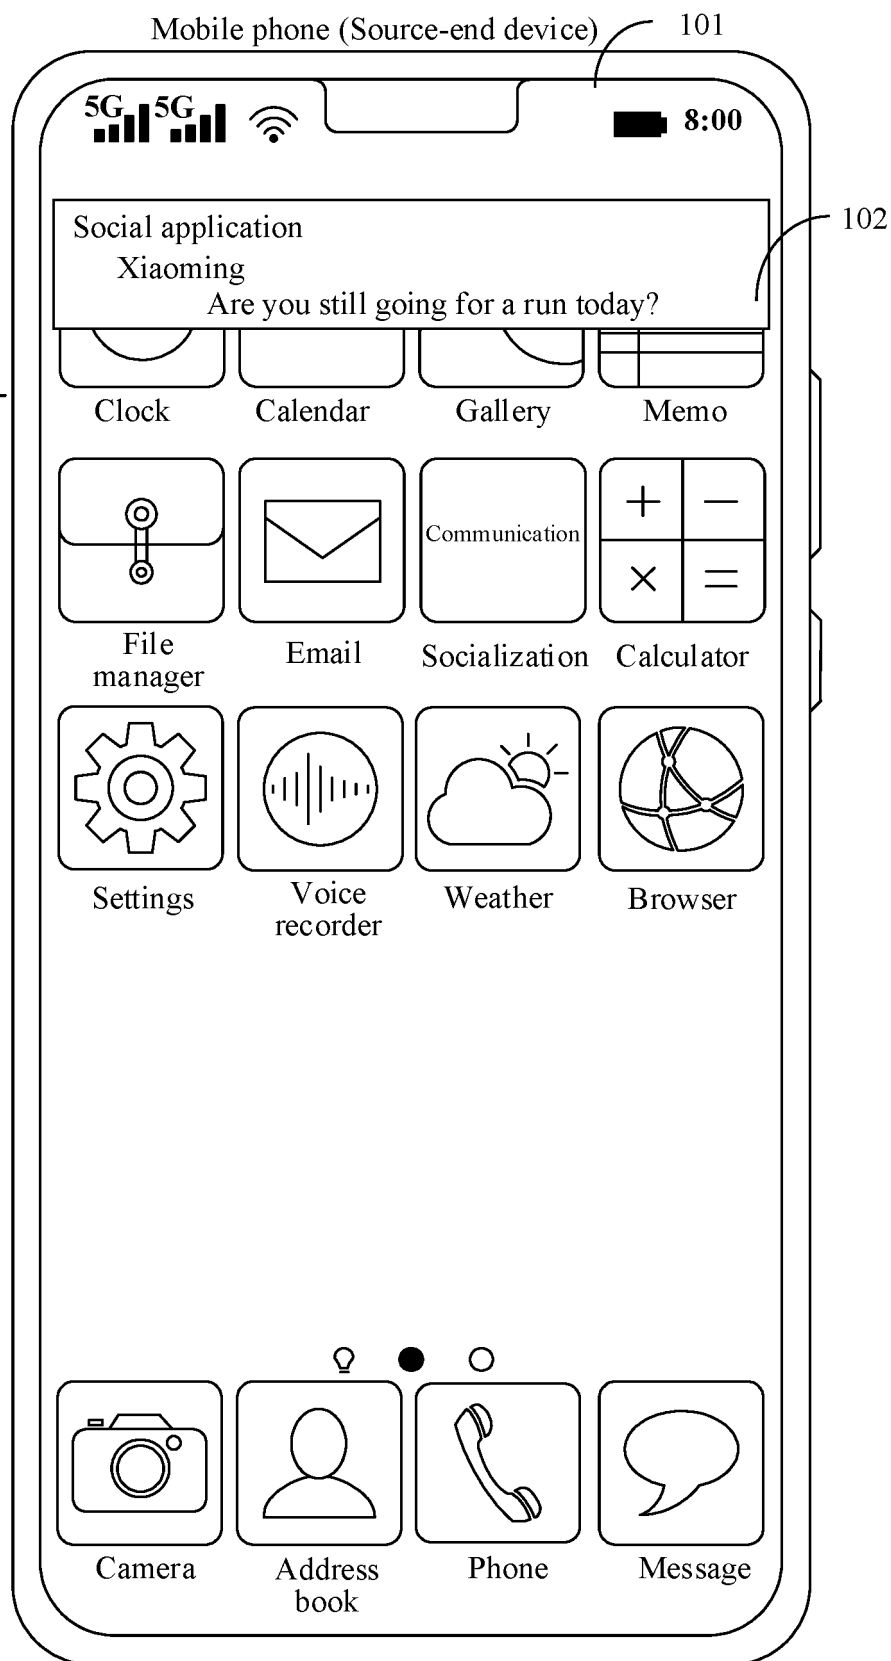 Mobile phone (Source-end device)
101
5G 5G 8:00
102
Social application
Xiaoming
Are you still going for a run today?
Clock Calendar Gallery Memo
Communication
File manager Email Socialization Calculator
Settings Voice recorder Weather Browser
Camera Address book Phone Message